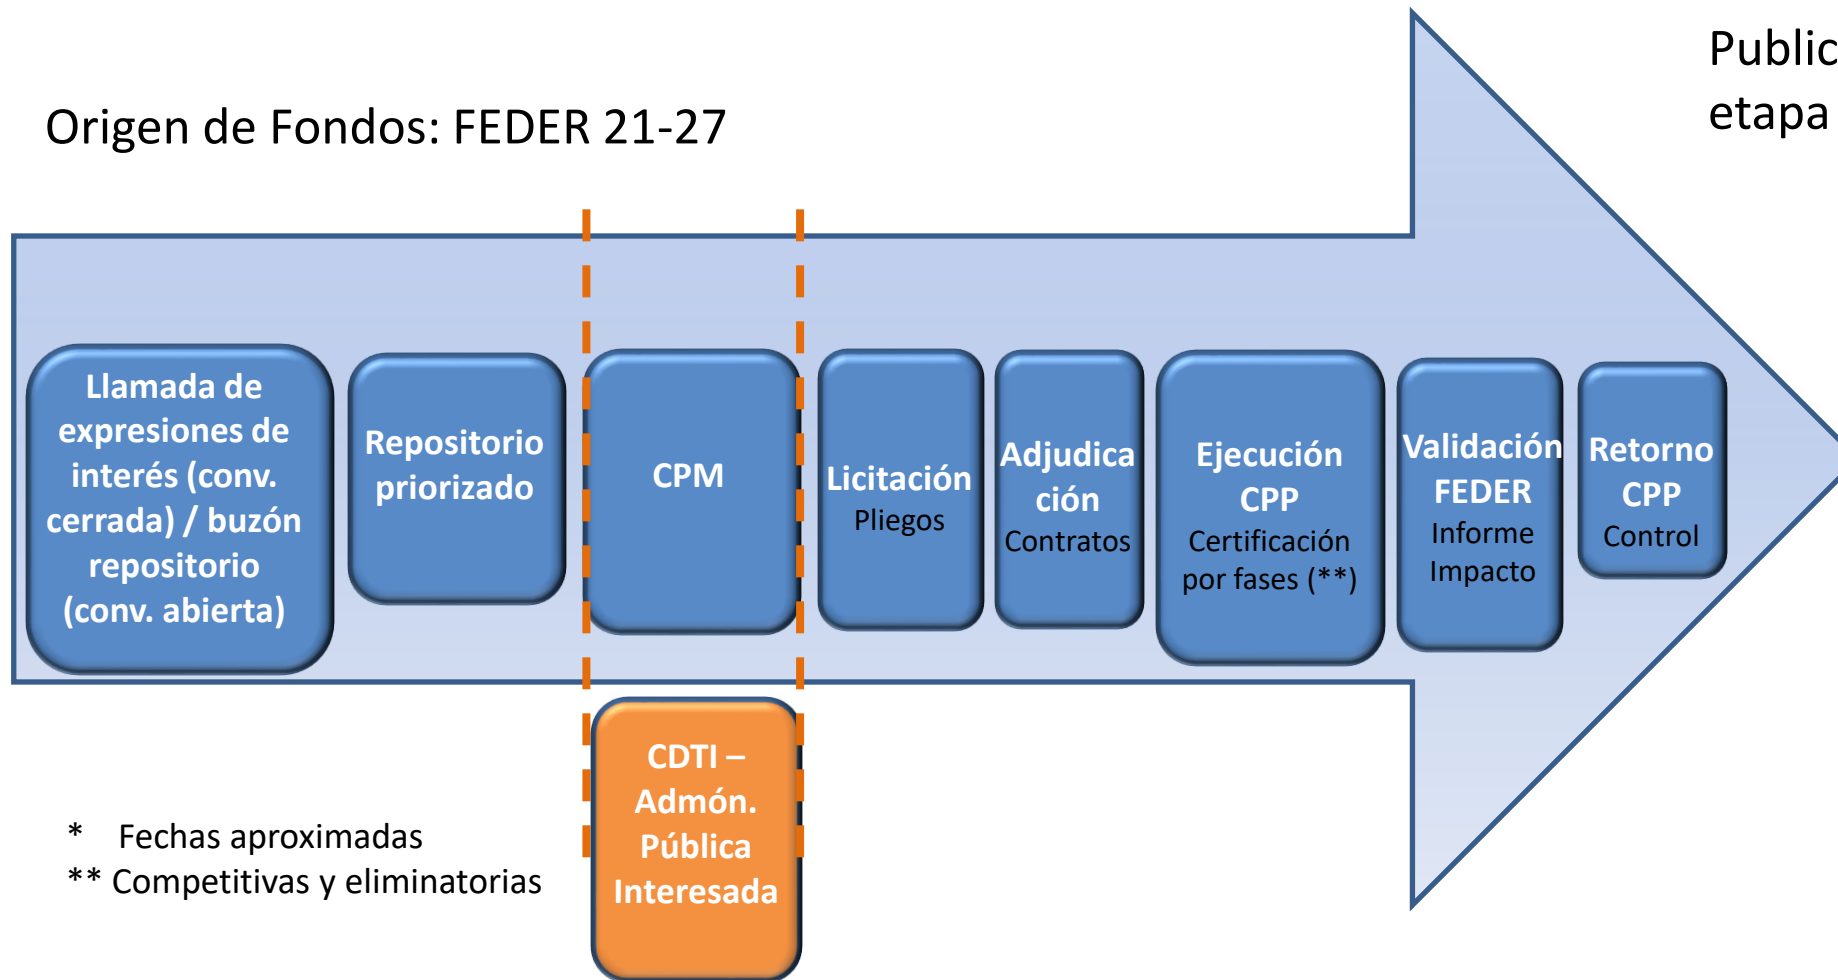 Origen de Fondos: FEDER 21-27
Public
etapa
Llamada de
expresiones de
interés (conv.
cerrada) / buzón
repositorio
(conv. abierta)
Repositorio
priorizado
CPM
Licitación
Pliegos
Adjudica
ción
Contratos
Ejecución
CPP
Certificación
por fases (**)
Validación
FEDER
Informe
Impacto
Retorno
CPP
Control
CDTI –
Admón.
Pública
Interesada
* Fechas aproximadas
** Competitivas y eliminatorias